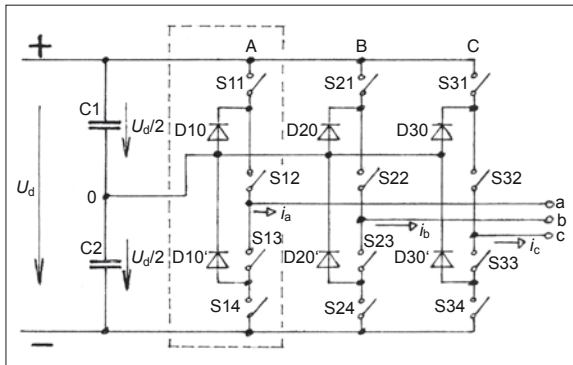 + A B C
S11 S21 S31
C1 Ud/2 D10 D20 D30
Ud 0 S12 S22 S32
ia a
ib b
ic c
C2 Ud/2 D10‘ S13 D20‘ S23 D30‘ S33
S14 S24 S34
−